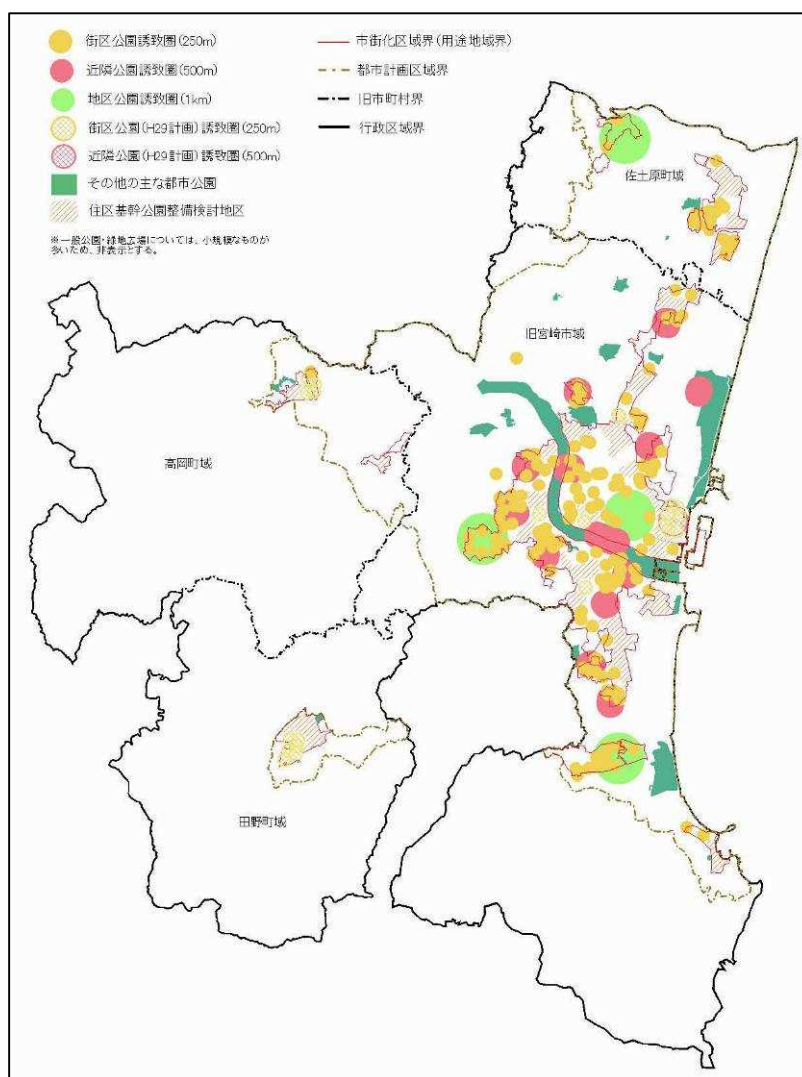 街区公園誘致圏(250m)
近隣公園誘致圏(500m)
地区公園誘致圏(1km)
街区公園(H29計画)誘致圏(250m)
近隣公園(H29計画)誘致圏(500m)
その他の主な都市公園
住区基幹公園整備検討地区
※一般公園・緑地広場については、小規模なものが
多いため、非表示とする。
市街化区域界(用途地域界)
都市計画区域界
旧市町村界
行政区域界
佐土原町域
旧宮崎市域
高岡町域
田野町域